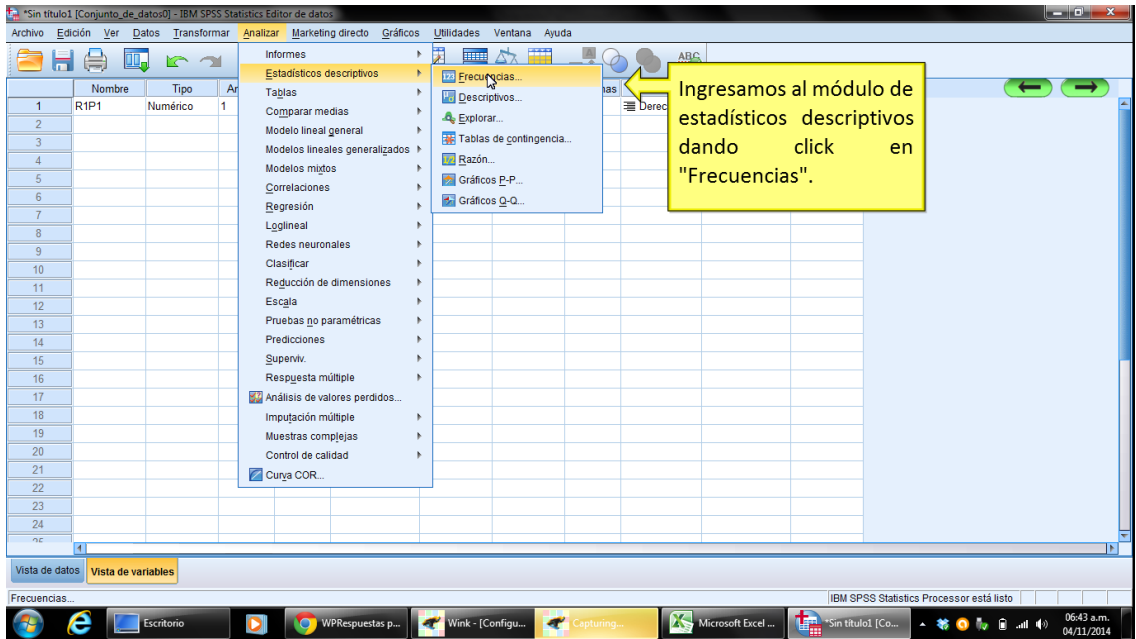 *Sin título1 [Conjunto_de_datos0] - IBM SPSS Statistics Editor de datos
Archivo Edición Ver Datos Transformar Analizar Marketing directo Gráficos Utilidades Ventana Ayuda
Nombre Tipo
1 R1P1 Numérico 1
2
3
4
5
6
7
8
9
10
11
12
13
14
15
16
17
18
19
20
21
22
23
24
Informes
Estadísticos descriptivos
Tablas
Comparar medias
Modelo lineal general
Modelos lineales generalizados
Modelos mixtos
Correlaciones
Regresión
Loglineal
Redes neuronales
Clasificar
Reducción de dimensiones
Escala
Pruebas no paramétricas
Predicciones
Superviv.
Respuesta múltiple
Análisis de valores perdidos...
Imputación múltiple
Muestras complejas
Control de calidad
Curva COR...
Frecuencias...
Descriptivos...
Explorar...
Tablas de contingencia...
Razón...
Gráficos P-P...
Gráficos Q-Q...
Ingresamos al módulo de
estadísticos descriptivos
dando click en
"Frecuencias".
Vista de datos Vista de variables
Frecuencias... IBM SPSS Statistics Processor está listo
Escritorio WPRespuestas p... Wink - [Configu... Capturing... Microsoft Excel ... *Sin título1 [Co... 06:43 a.m.
04/11/2014